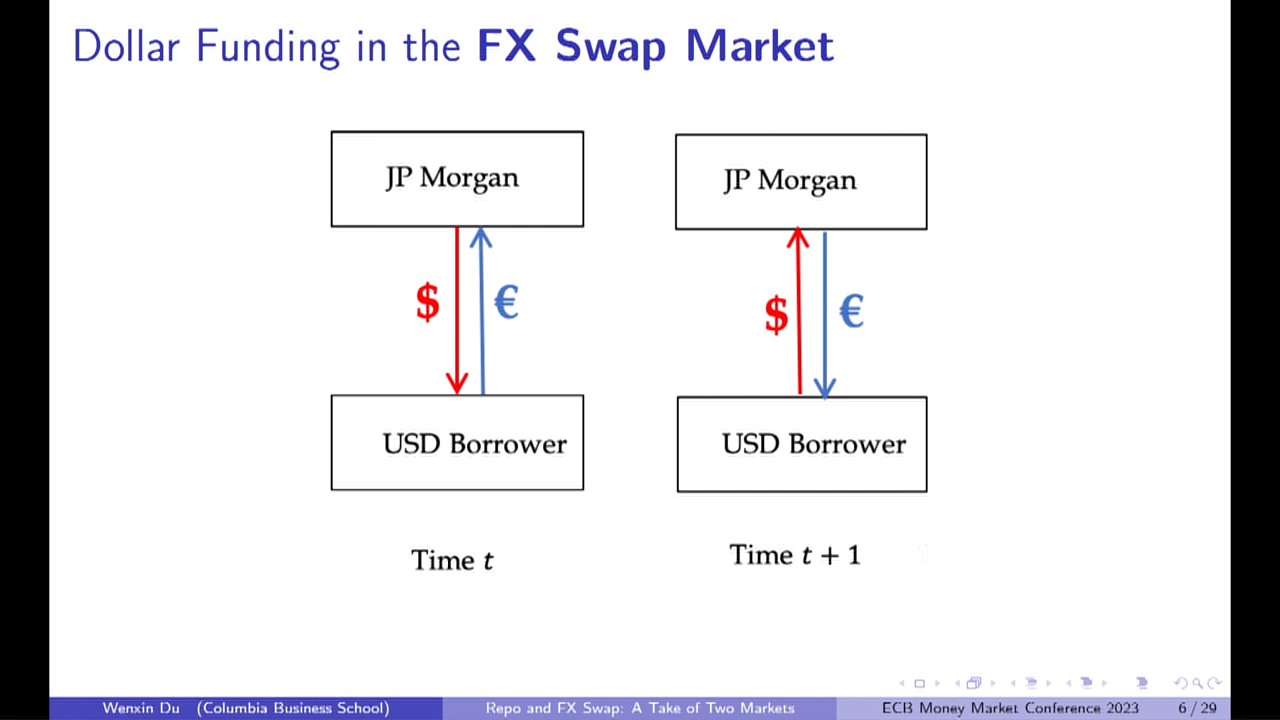 Dollar Funding in the FX Swap Market
JP Morgan
JP Morgan
$ €
$ €
USD Borrower
USD Borrower
Time t
Time t + 1
Wenxin Du (Columbia Business School)
Repo and FX Swap: A Take of Two Markets
ECB Money Market Conference 2023
6 / 29